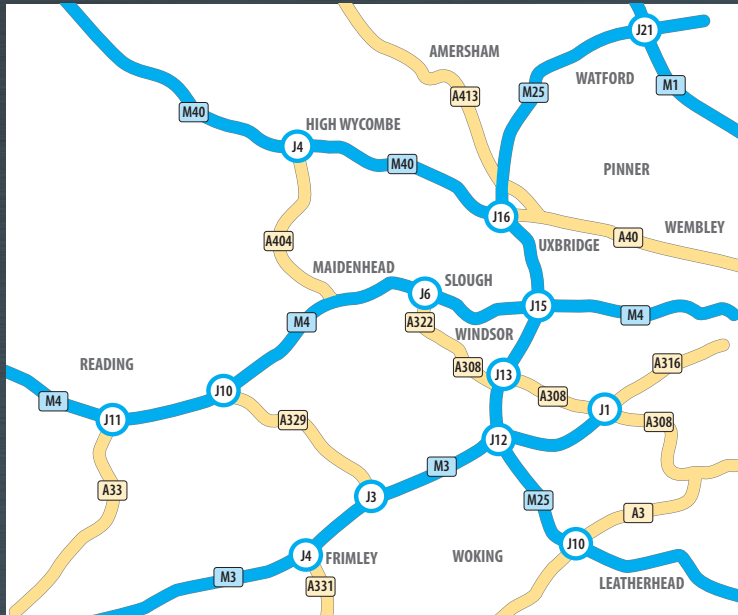 J21
AMERSHAM
WATFORD
M25
M1
A413
M40
HIGH WYCOMBE
J4
M40
PINNER
J16
WEMBLEY
A40
UXBRIDGE
A404
MAIDENHEAD
SLOUGH
J6
J15
M4
M4
A322
WINDSOR
READING
A308
A316
J13
J10
A308
M4
J11
J1
A308
A329
J12
M3
A33
J3
M25
A3
J10
J4
FRIMLEY
WOKING
M3
A331
LEATHERHEAD